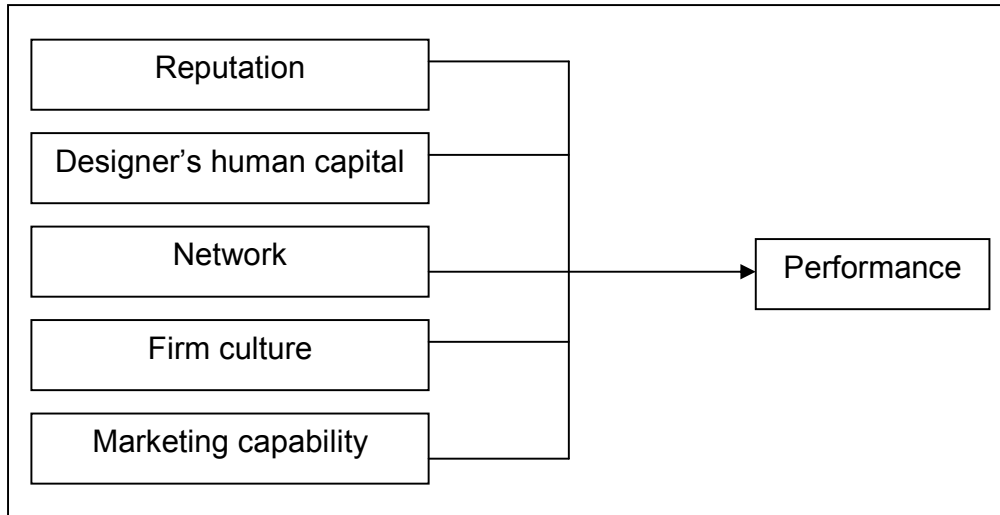 Reputation
Designer’s human capital
Network
Performance
Firm culture
Marketing capability